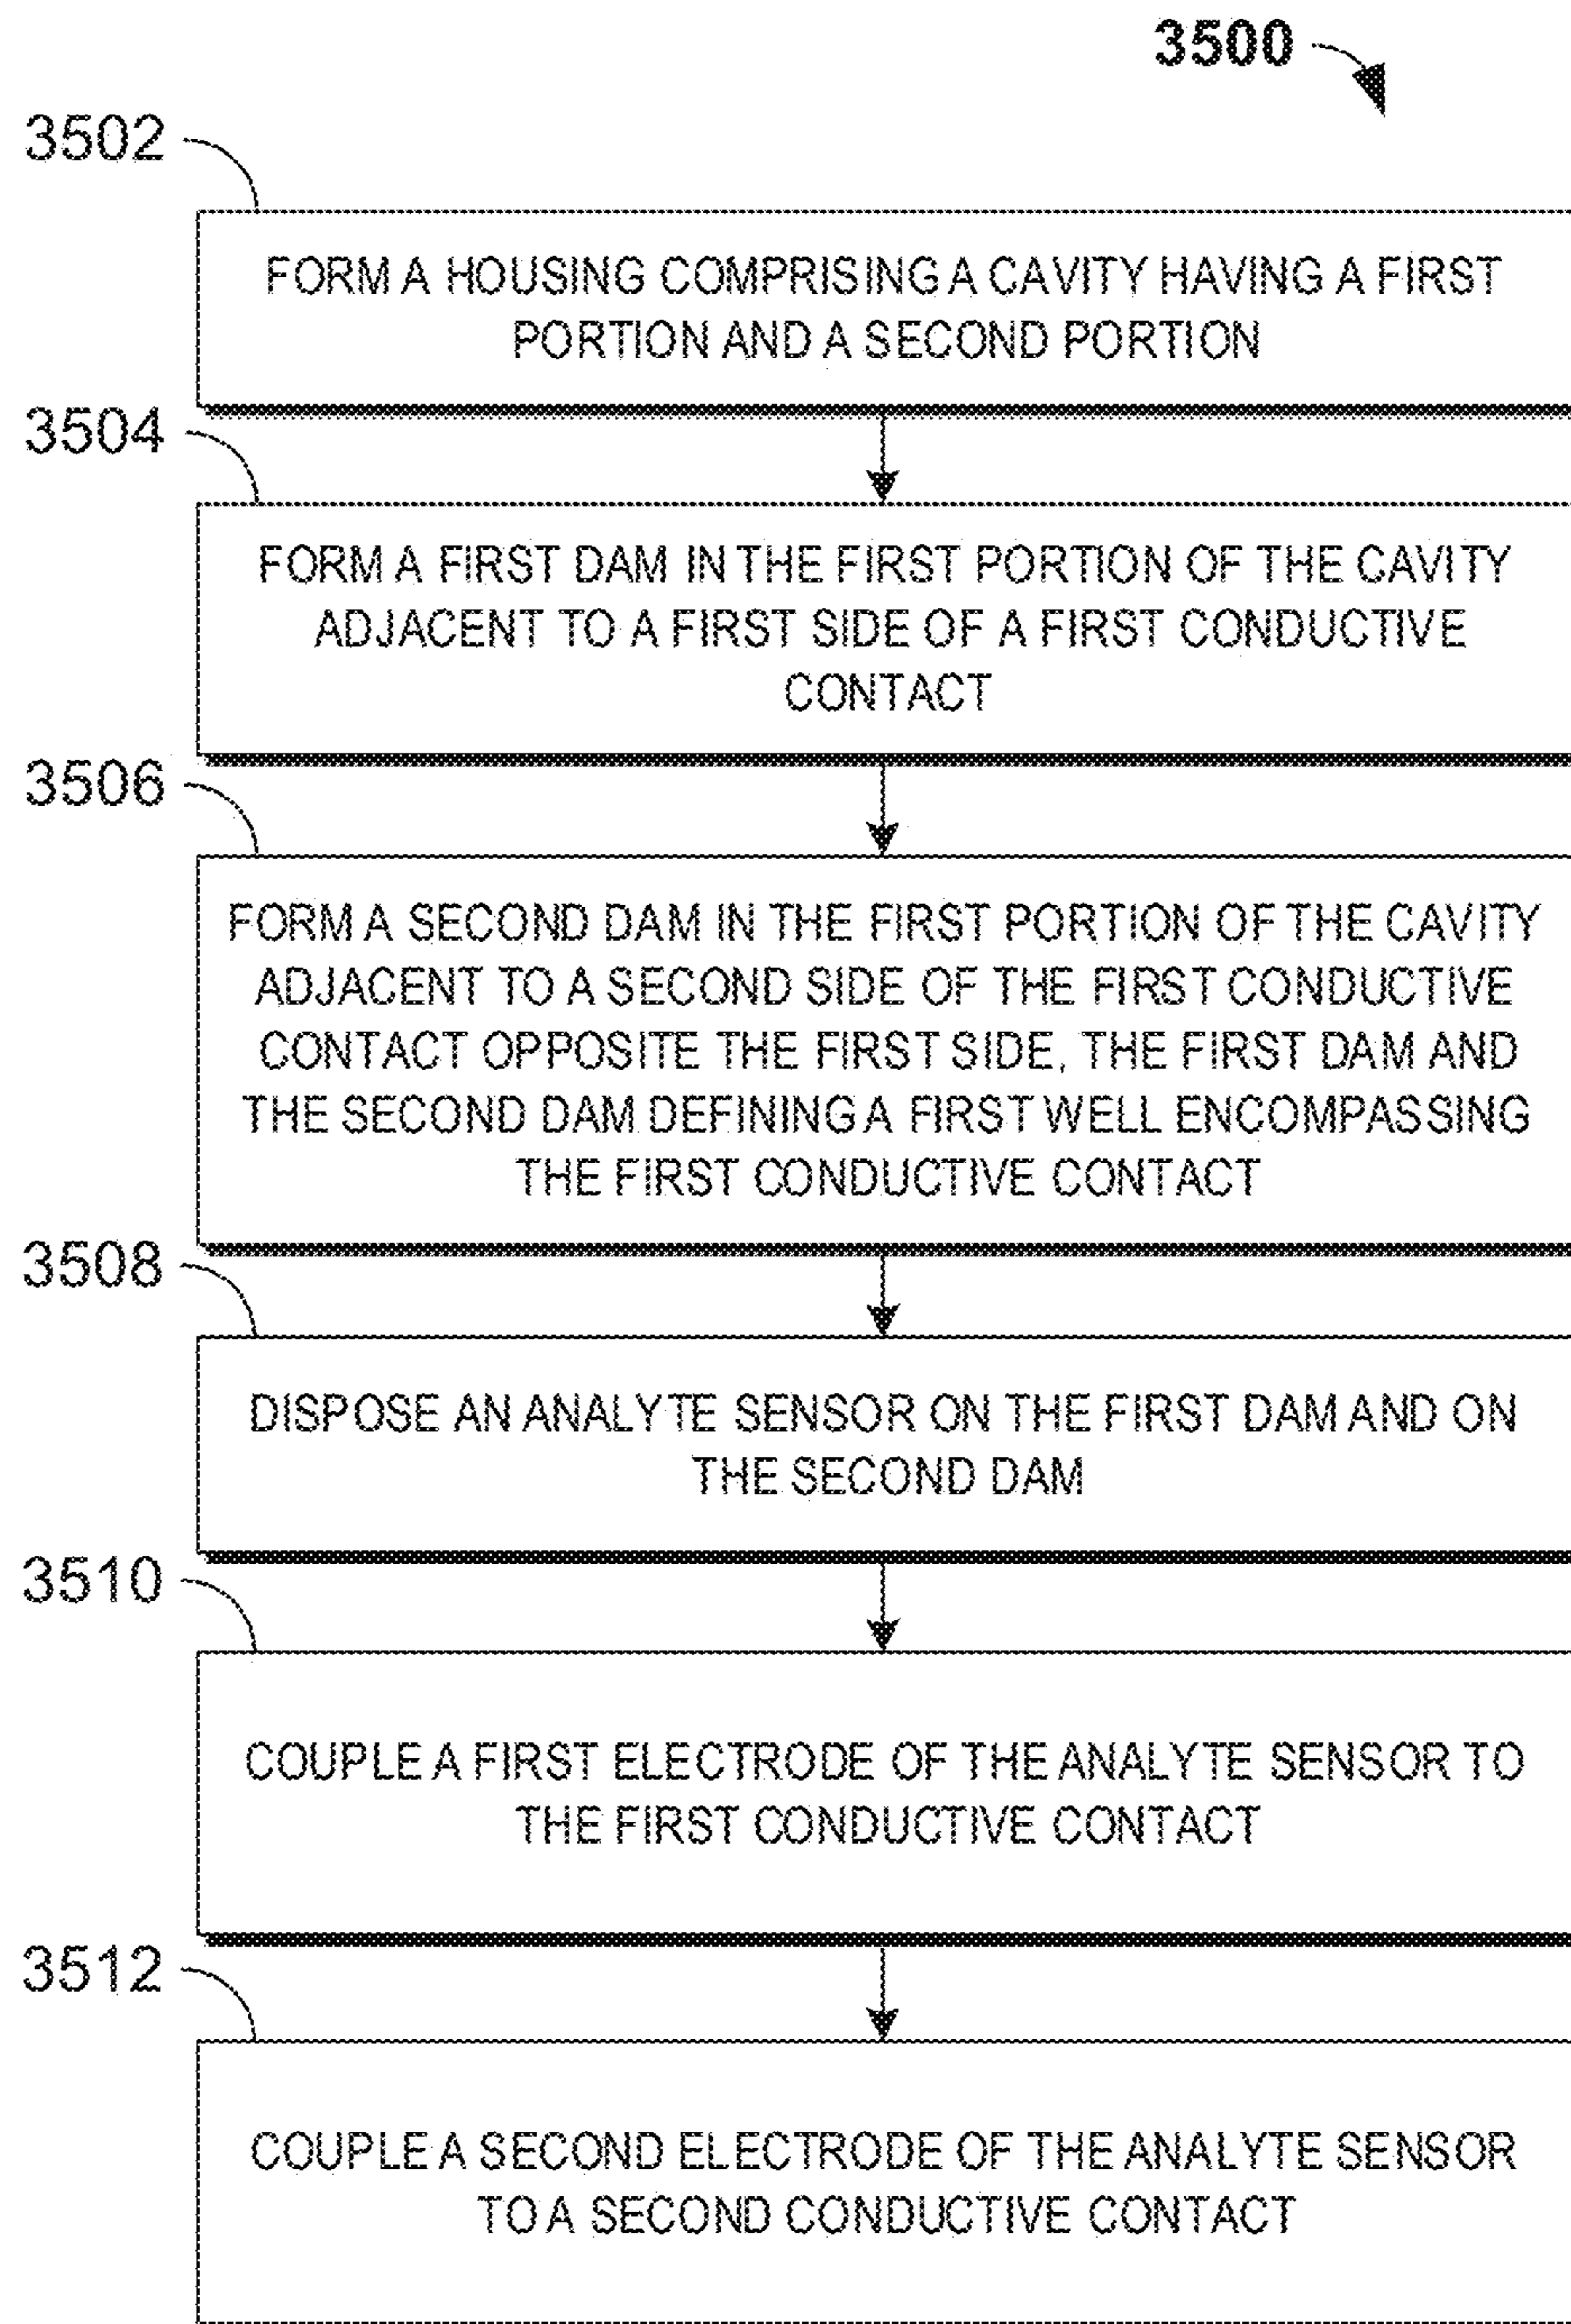 3500
3502
FORM A HOUSING COMPRISING A CAVITY HAVING A FIRST
PORTION AND A SECOND PORTION
3504
FORM A FIRST DAM IN THE FIRST PORTION OF THE CAVITY
ADJACENT TO A FIRST SIDE OF A FIRST CONDUCTIVE
CONTACT
3506
FORM A SECOND DAM IN THE FIRST PORTION OF THE CAVITY
ADJACENT TO A SECOND SIDE OF THE FIRST CONDUCTIVE
CONTACT OPPOSITE THE FIRST SIDE, THE FIRST DAM AND
THE SECOND DAM DEFINING A FIRST WELL ENCOMPASSING
THE FIRST CONDUCTIVE CONTACT
3508
DISPOSE AN ANALYTE SENSOR ON THE FIRST DAM AND ON
THE SECOND DAM
3510
COUPLE A FIRST ELECTRODE OF THE ANALYTE SENSOR TO
THE FIRST CONDUCTIVE CONTACT
3512
COUPLE A SECOND ELECTRODE OF THE ANALYTE SENSOR
TO A SECOND CONDUCTIVE CONTACT